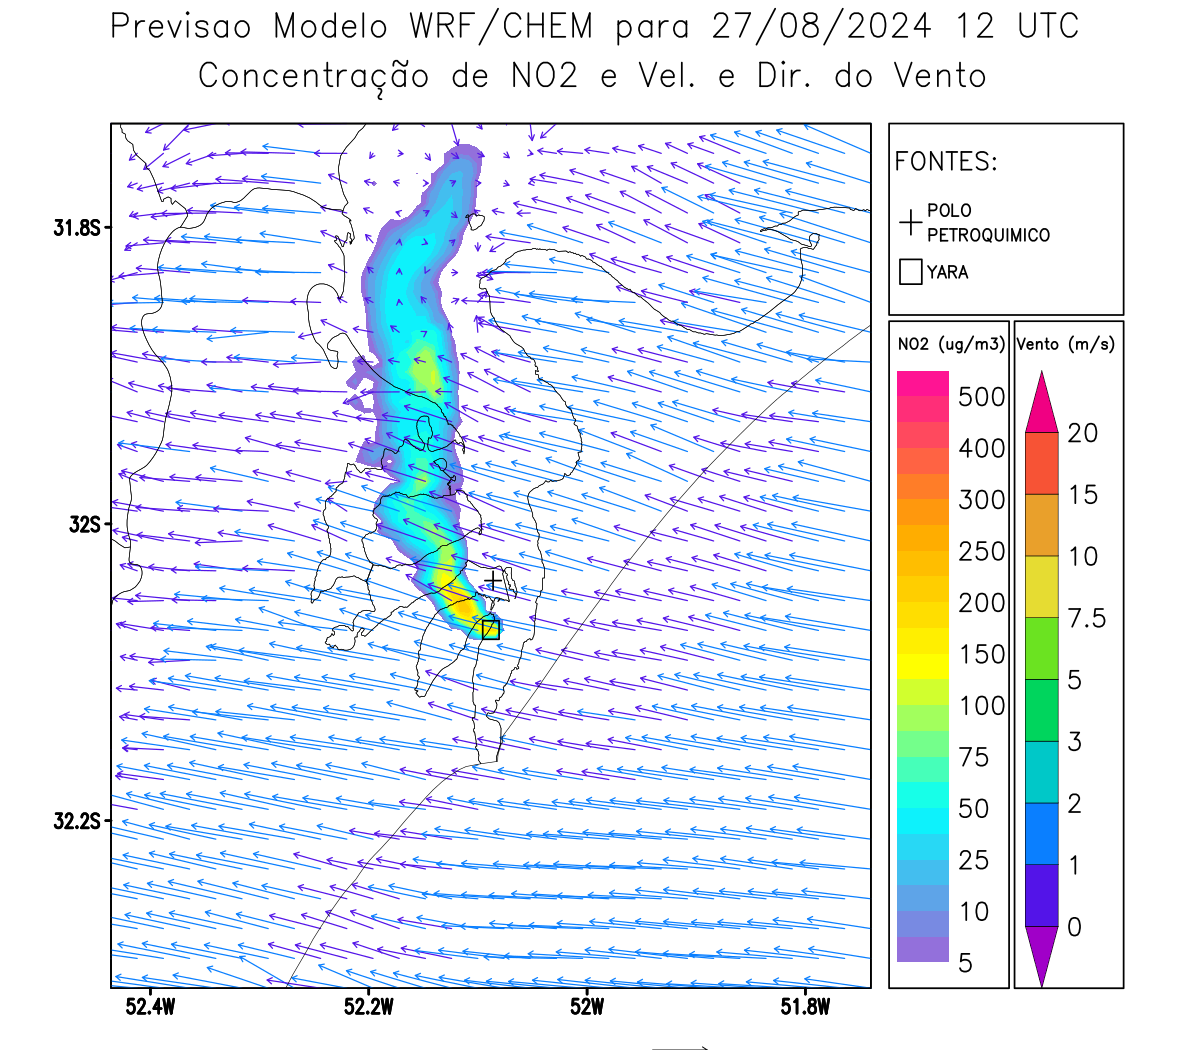 Previsao Modelo WRF/CHEM para 27/08/2024 12 UTC
Concentração de NO2 e Vel. e Dir. do Vento
FONTES:
POLO
PETROQUIMICO
YARA
NO2 (ug/m3)
500
400
300
250
200
150
100
75
50
25
10
5
Vento (m/s)
20
15
10
7.5
5
3
2
1
0
31.8S
32S
32.2S
52.4W
52.2W
52W
51.8W